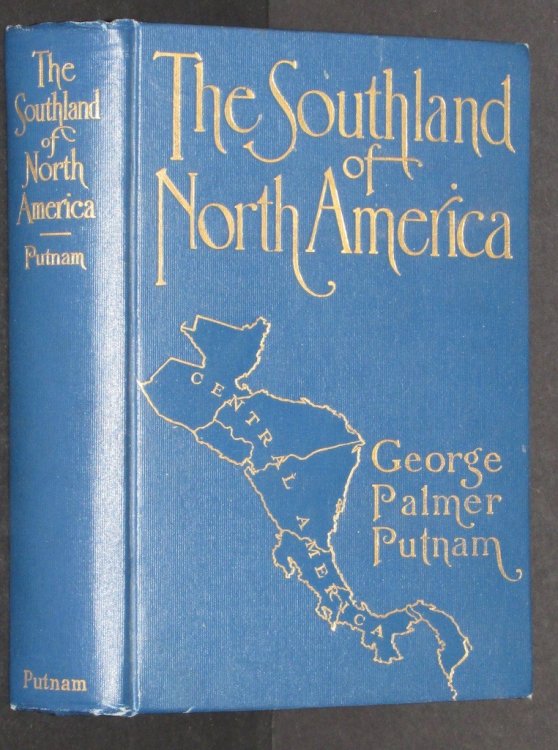 The
Southland
of
North
America
Putnam
Putnam
The Southland
of
North America
CENTRAL AMERICA
George
Palmer
Putnam